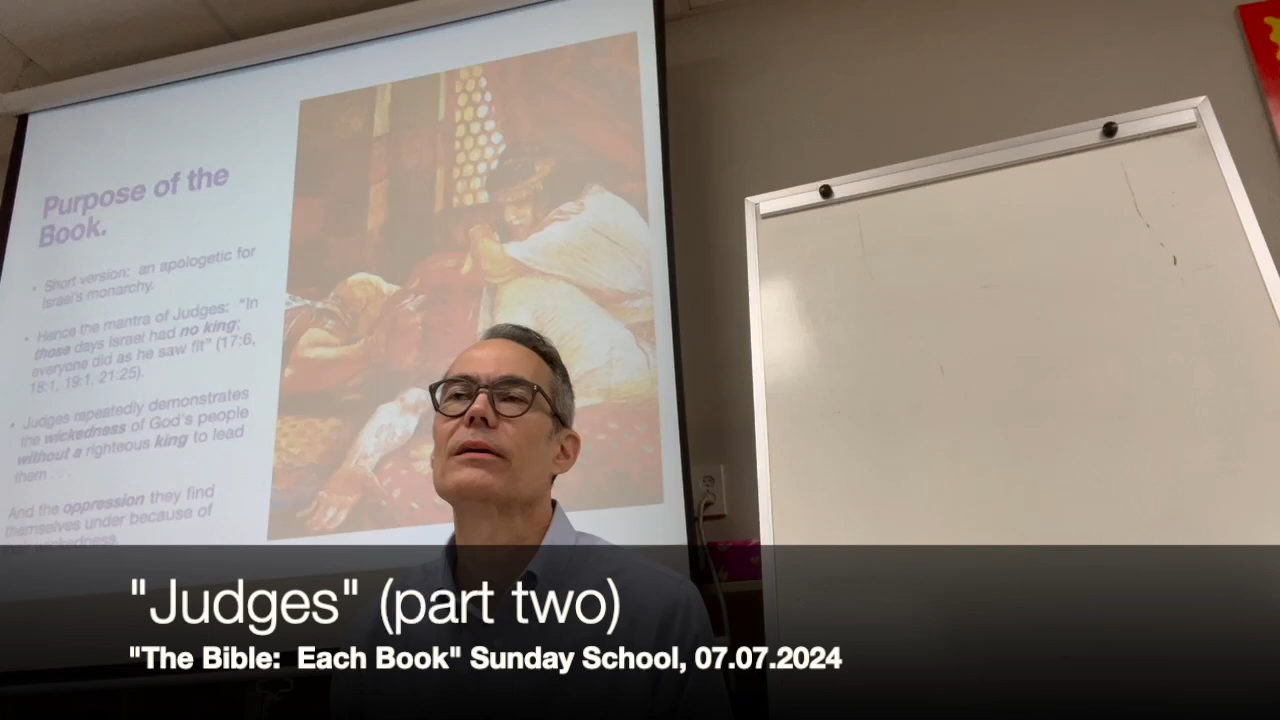 Purpose of the
Book.
• Short version: an apologetic for
Israel's monarchy.
• Hence the mantra of Judges: "In
those days Israel had no king;
everyone did as he saw fit" (17:6,
18:1, 19:1, 21:25).
• Judges repeatedly demonstrates
the wickedness of God's people
without a righteous king to lead
them . . .
And the oppression they find
themselves under because of
wickedness.
"Judges" (part two)
"The Bible: Each Book" Sunday School, 07.07.2024